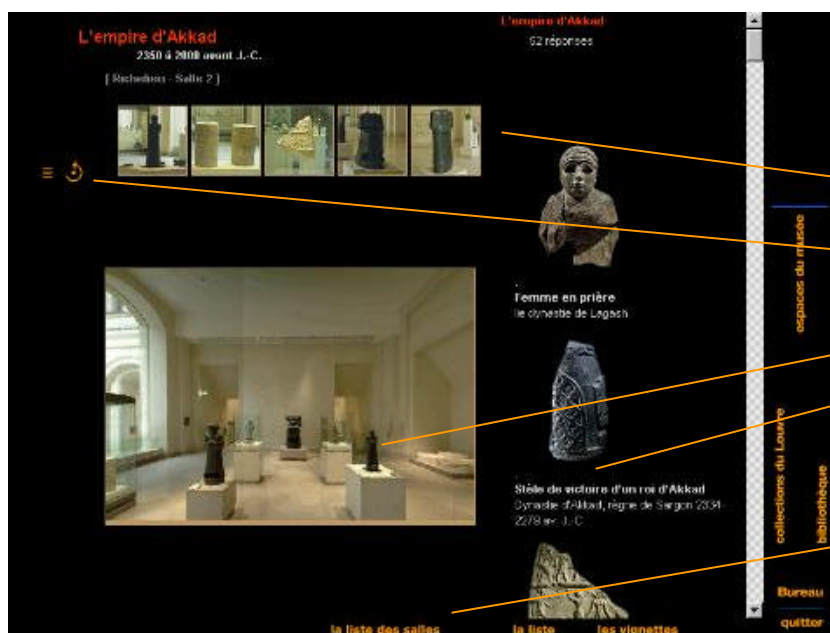 L'empire d'Akkad
2350 à 2000 avant J.-C.
[ Richelieu - Salle 2 ]
L'empire d'Akkad
92 réponses
Femme en prière
IIe dynastie de Lagash
Stèle de victoire d'un roi d'Akkad
Dynastie d'Akkad, règne de Sargon 2334-
2279 av. J.-C
espaces du musée
collections du Louvre
bibliothèque
Bureau
quitter
la liste des salles
la liste
les vignettes